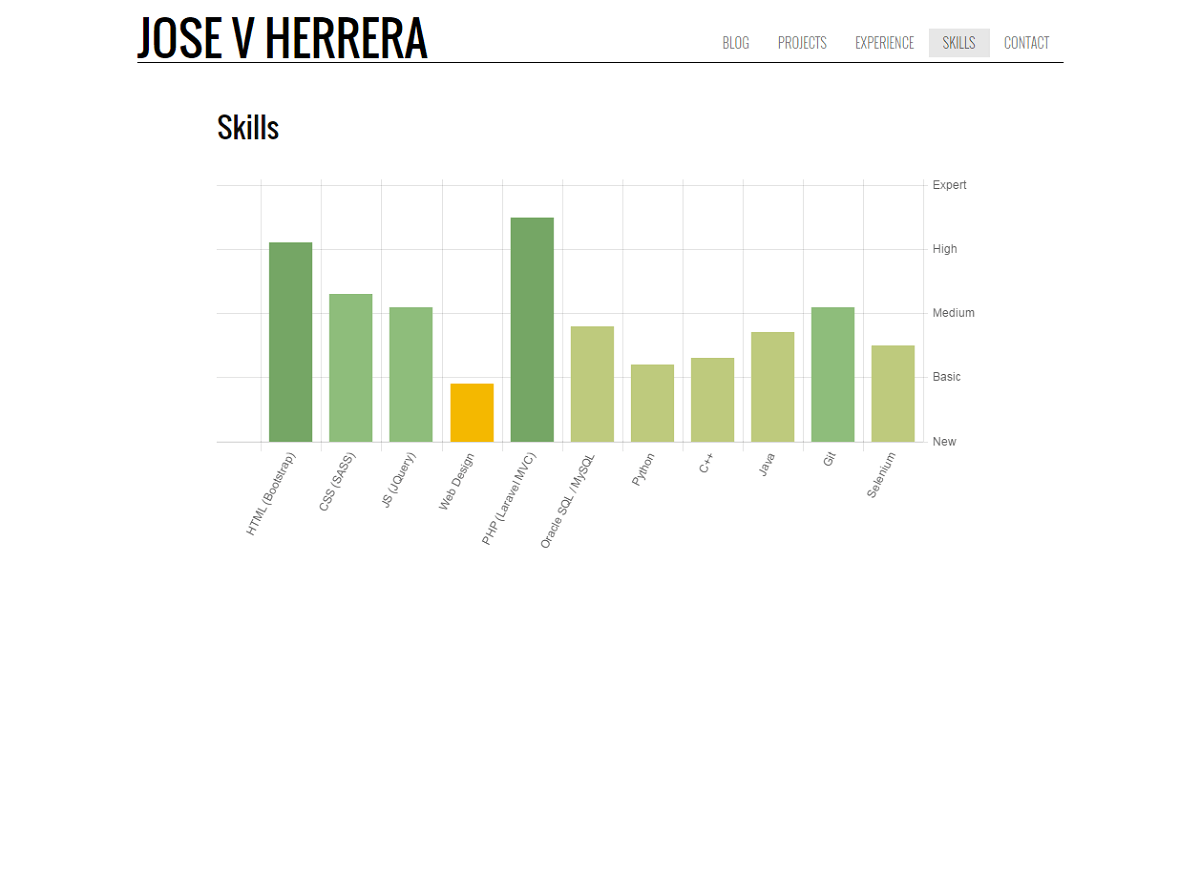 JOSE V HERRERA
BLOG PROJECTS EXPERIENCE SKILLS CONTACT
Skills
Expert
High
Medium
Basic
New
HTML (Bootstrap)
CSS (SASS)
JS (JQuery)
Web Design
PHP (Laravel MVC)
Oracle SQL / MySQL
Python
C++
Java
Git
Selenium